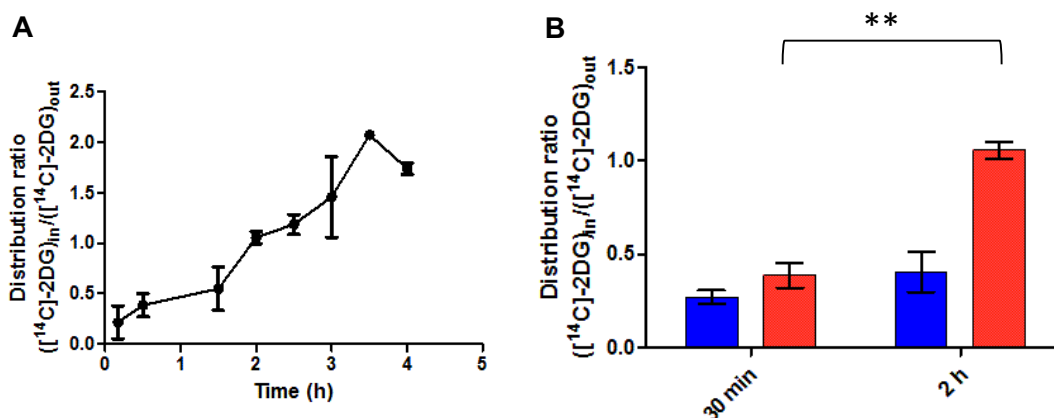 A
Distribution ratio
([¹⁴C]-2DG)in/([¹⁴C]-2DG)out
2.5
2.0
1.5
1.0
0.5
0.0
0
1
2
3
4
5
Time (h)
B
**
Distribution ratio
([¹⁴C]-2DG)in/([¹⁴C]-2DG)out
1.5
1.0
0.5
0.0
30 min
2 h